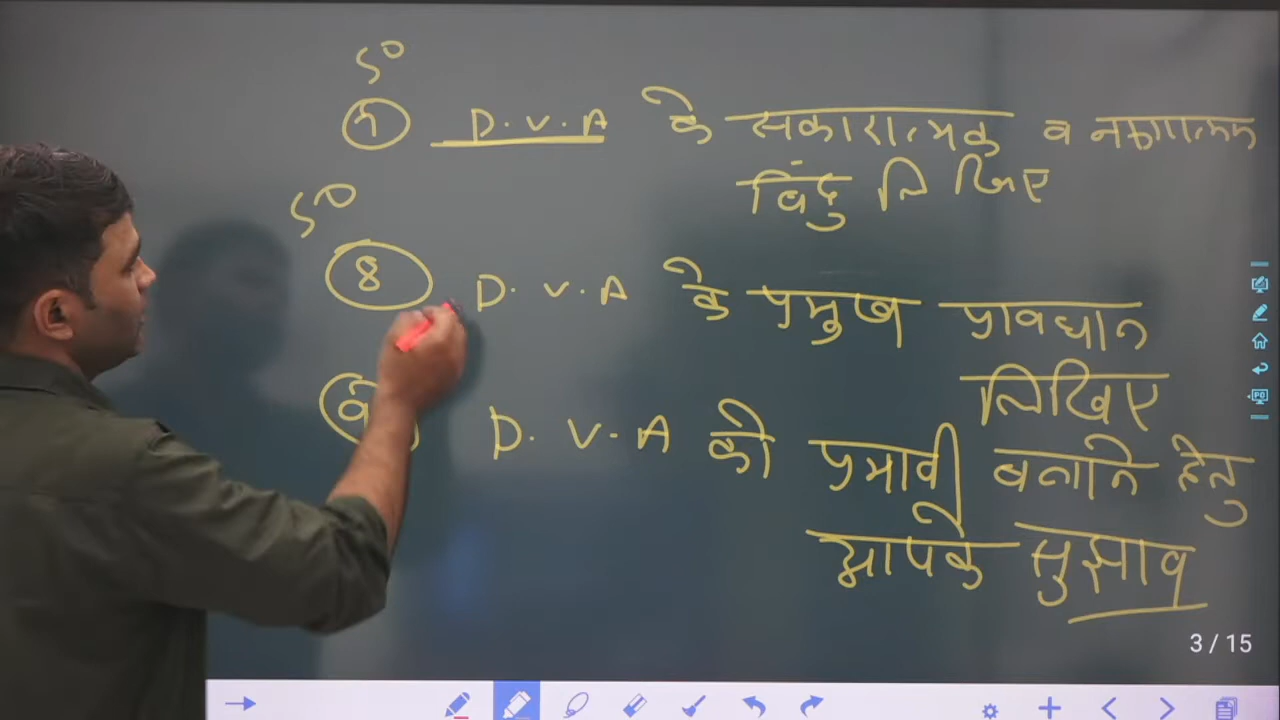 50
7 D.V.A के सकारात्मक व नकारात्मक
बिंदु लिखिए
50
8 D.V.A के प्रमुख प्रावधान
लिखिए
D.V.A को प्रभावी बनाने हेतु
आपके सुझाव
3 / 15